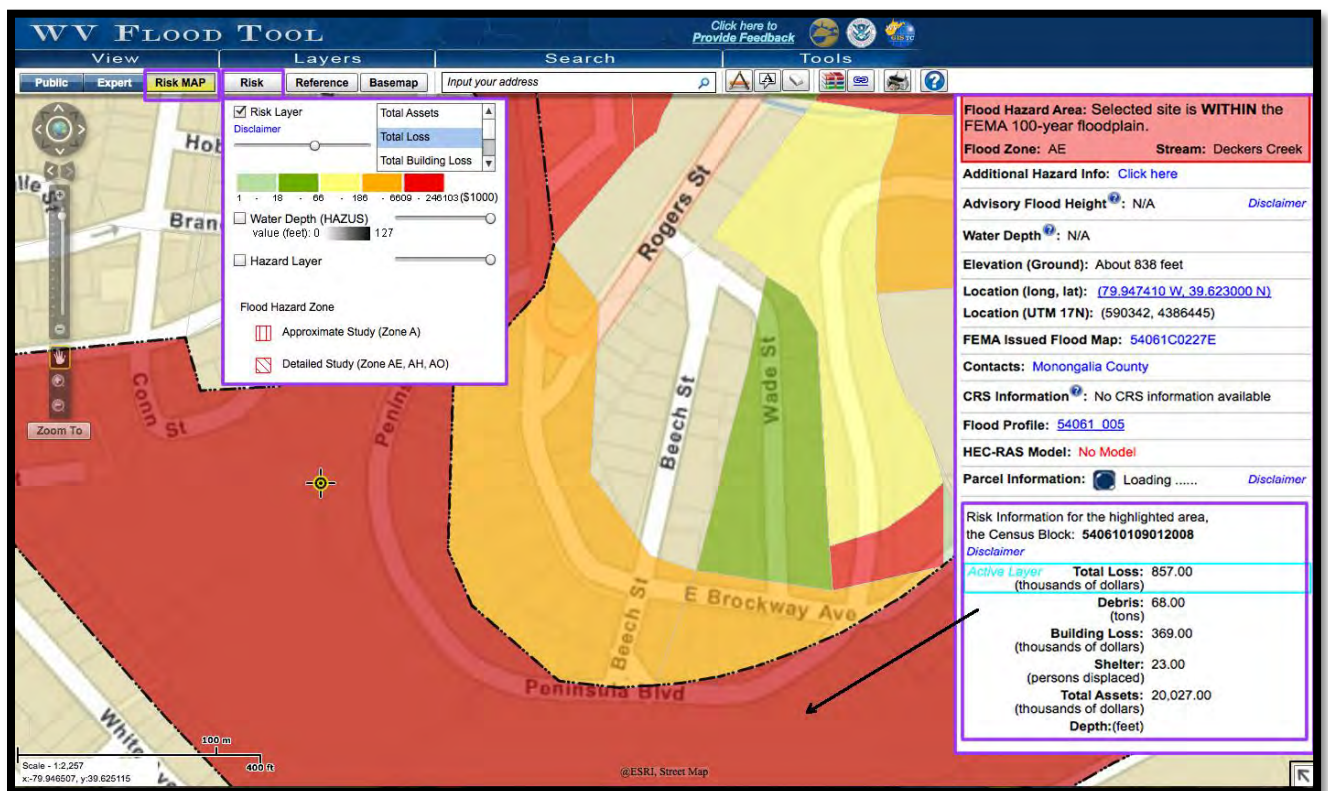 WV FLOOD TOOL
Click here to
Provide Feedback
View
Layers
Search
Tools
Public
Expert
Risk MAP
Risk
Reference
Basemap
Input your address
Risk Layer
Disclaimer
Total Assets
Total Loss
Total Building Loss
1 - 18 - 66 - 186 - 6609 - 246103 ($1000)
Water Depth (HAZUS)
value (feet): 0 127
Hazard Layer
Flood Hazard Zone
Approximate Study (Zone A)
Detailed Study (Zone AE, AH, AO)
Zoom To
Conn St
Rogers St
Beech St
Wade St
E Brockway Ave
Beech St
Peninsula Blvd
100 m
400 ft
Scale - 1:2,257
x:-79.946507, y:39.625115
@ESRI, Street Map
Flood Hazard Area: Selected site is WITHIN the
FEMA 100-year floodplain.
Flood Zone: AE Stream: Deckers Creek
Additional Hazard Info: Click here
Advisory Flood Height: N/A Disclaimer
Water Depth: N/A
Elevation (Ground): About 838 feet
Location (long, lat): (79.947410 W, 39.623000 N)
Location (UTM 17N): (590342, 4386445)
FEMA Issued Flood Map: 54061C0227E
Contacts: Monongalia County
CRS Information: No CRS information available
Flood Profile: 54061_005
HEC-RAS Model: No Model
Parcel Information: Loading ...... Disclaimer
Risk Information for the highlighted area,
the Census Block: 540610109012008
Disclaimer
Active Layer Total Loss: 857.00
(thousands of dollars)
Debris: 68.00
(tons)
Building Loss: 369.00
(thousands of dollars)
Shelter: 23.00
(persons displaced)
Total Assets: 20,027.00
(thousands of dollars)
Depth:(feet)